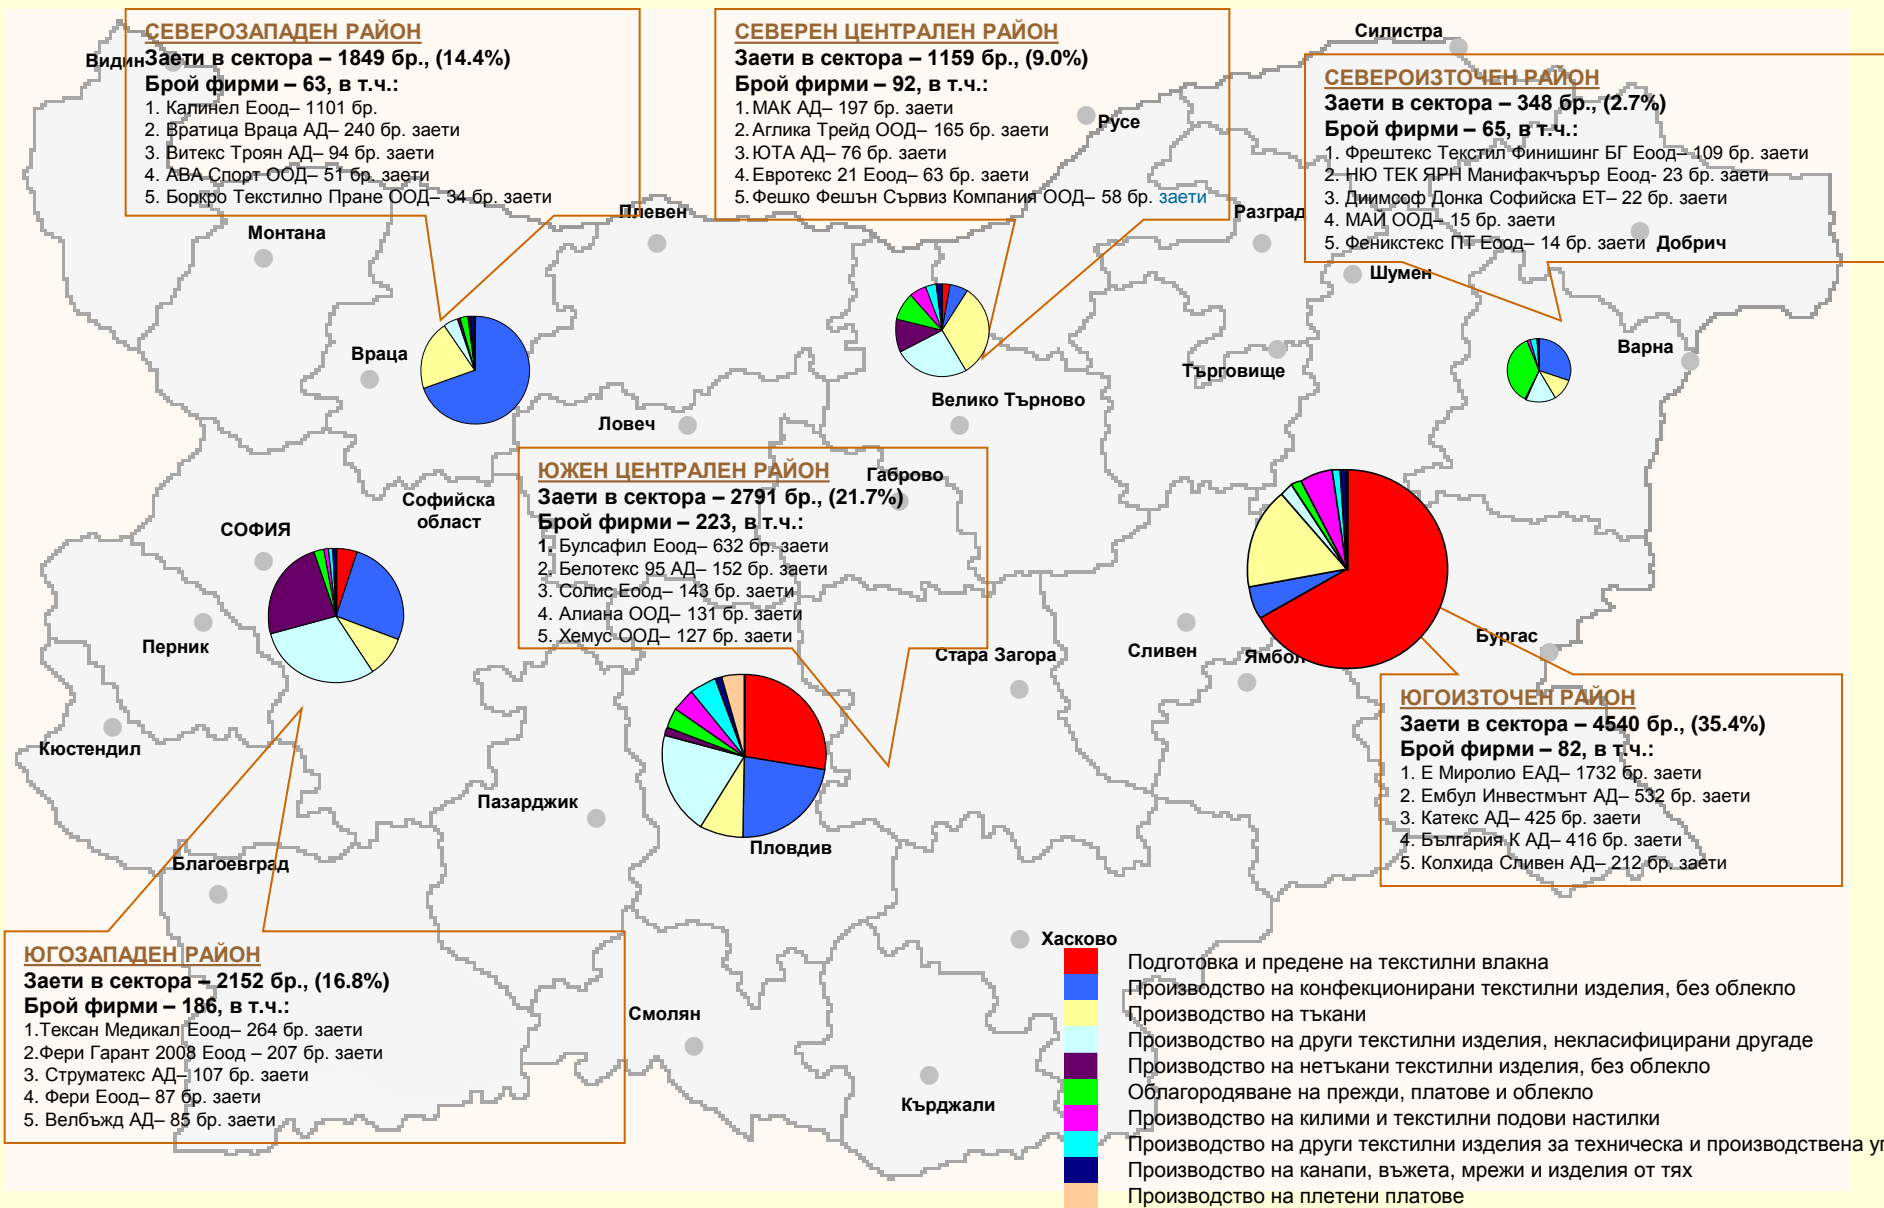 СЕВЕРОЗАПАДЕН РАЙОН
Заети в сектора – 1849 бр., (14.4%)
Брой фирми – 63, в т.ч.:
1. Калинел Еоод– 1101 бр.
2. Вратица Враца АД– 240 бр. заети
3. Витекс Троян АД– 94 бр. заети
4. АВА Спорт ООД– 51 бр. заети
5. Боркро Текстилно Пране ООД– 34 бр. заети
СЕВЕРЕН ЦЕНТРАЛЕН РАЙОН
Заети в сектора – 1159 бр., (9.0%)
Брой фирми – 92, в т.ч.:
1.МАК АД– 197 бр. заети
2.Аглика Трейд ООД– 165 бр. заети
3.ЮТА АД– 76 бр. заети
4.Евротекс 21 Еоод– 63 бр. заети
5.Фешко Фешън Сървиз Компания ООД– 58 бр. заети
СЕВЕРОИЗТОЧЕН РАЙОН
Заети в сектора – 348 бр., (2.7%)
Брой фирми – 65, в т.ч.:
1. Фрештекс Текстил Финишинг БГ Еоод– 109 бр. заети
2. НЮ ТЕК ЯРН Манифакчърър Еоод- 23 бр. заети
3. Диимсоф Донка Софийска ЕТ– 22 бр. заети
4. МАЙ ООД– 15 бр. заети
5. Феникстекс ПТ Еоод– 14 бр. заети
Видин
Силистра
Русе
Монтана
Плевен
Разград
Добрич
Шумен
Враца
Варна
Търговище
Велико Търново
Ловеч
Габрово
Софийска
област
СОФИЯ
ЮЖЕН ЦЕНТРАЛЕН РАЙОН
Заети в сектора – 2791 бр., (21.7%)
Брой фирми – 223, в т.ч.:
1. Булсафил Еоод– 632 бр. заети
2. Белотекс 95 АД– 152 бр. заети
3. Солис Еоод– 143 бр. заети
4. Алиана ООД– 131 бр. заети
5. Хемус ООД– 127 бр. заети
Перник
Стара Загора
Сливен
Ямбол
Бургас
Кюстендил
Пазарджик
Пловдив
Благоевград
ЮГОИЗТОЧЕН РАЙОН
Заети в сектора – 4540 бр., (35.4%)
Брой фирми – 82, в т.ч.:
1. Е Миролио ЕАД– 1732 бр. заети
2. Ембул Инвестмънт АД– 532 бр. заети
3. Катекс АД– 425 бр. заети
4. България К АД– 416 бр. заети
5. Колхида Сливен АД– 212 бр. заети
ЮГОЗАПАДЕН РАЙОН
Заети в сектора – 2152 бр., (16.8%)
Брой фирми – 186, в т.ч.:
1.Тексан Медикал Еоод– 264 бр. заети
2.Фери Гарант 2008 Еоод – 207 бр. заети
3. Струматекс АД– 107 бр. заети
4. Фери Еоод– 87 бр. заети
5. Велбъжд АД– 85 бр. заети
Хасково
Смолян
Кърджали
Подготовка и предене на текстилни влакна
Производство на конфекционирани текстилни изделия, без облекло
Производство на тъкани
Производство на други текстилни изделия, некласифицирани другаде
Производство на нетъкани текстилни изделия, без облекло
Облагородяване на прежди, платове и облекло
Производство на килими и текстилни подови настилки
Производство на други текстилни изделия за техническа и производствена
Производство на канапи, въжета, мрежи и изделия от тях
Производство на плетени платове